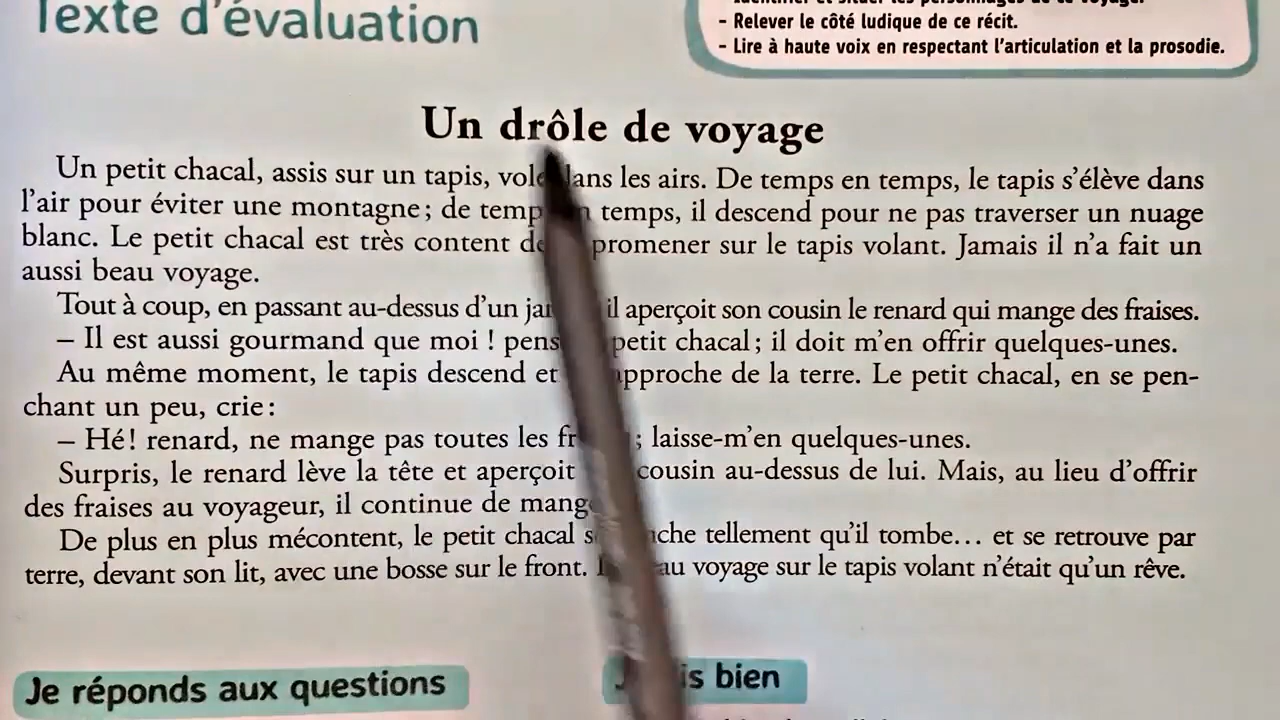 Texte d'évaluation
- Relever le côté ludique de ce récit.
- Lire à haute voix en respectant l'articulation et la prosodie.
Un drôle de voyage
Un petit chacal, assis sur un tapis, vole dans les airs. De temps en temps, le tapis s'élève dans
l'air pour éviter une montagne ; de temps en temps, il descend pour ne pas traverser un nuage
blanc. Le petit chacal est très content de promener sur le tapis volant. Jamais il n'a fait un
aussi beau voyage.
Tout à coup, en passant au-dessus d'un il aperçoit son cousin le renard qui mange des fraises.
– Il est aussi gourmand que moi ! petit chacal ; il doit m'en offrir quelques-unes.
Au même moment, le tapis descend et approche de la terre. Le petit chacal, en se pen-
chant un peu, crie :
– Hé ! renard, ne mange pas toutes les ; laisse-m'en quelques-unes.
Surpris, le renard lève la tête et aperçoit cousin au-dessus de lui. Mais, au lieu d'offrir
des fraises au voyageur, il continue de
De plus en plus mécontent, le petit chacal tellement qu'il tombe... et se retrouve par
terre, devant son lit, avec une bosse sur le front. voyage sur le tapis volant n'était qu'un rêve.
Je réponds aux questions
bien